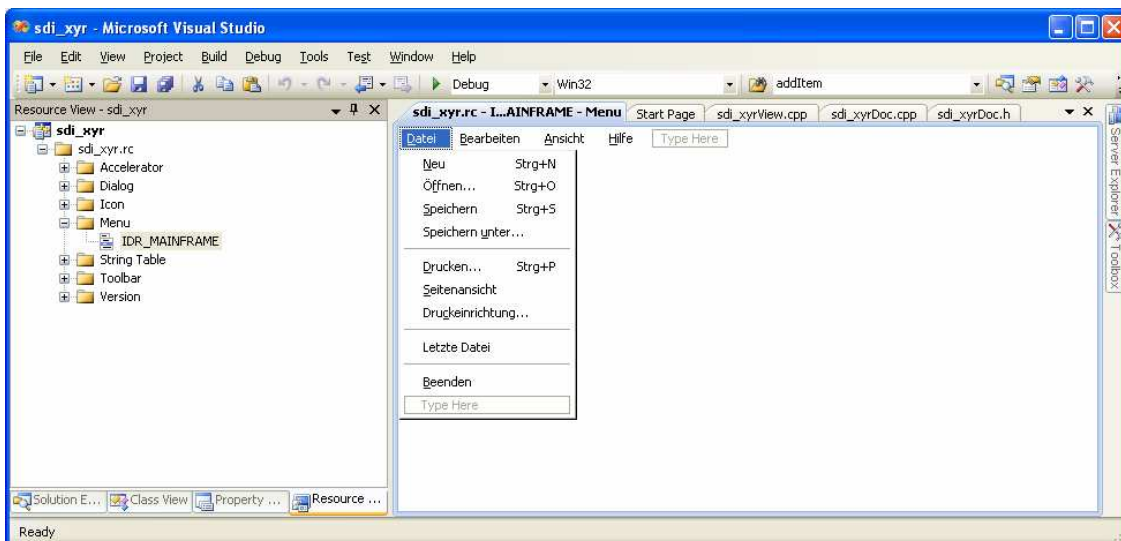 sdi_xyr - Microsoft Visual Studio
File Edit View Project Build Debug Tools Test Window Help
Debug Win32 addItem
Resource View - sdi_xyr
sdi_xyr
sdi_xyr.rc
Accelerator
Dialog
Icon
Menu
IDR_MAINFRAME
String Table
Toolbar
Version
Solution E... Class View Property ... Resource ...
sdi_xyr.rc - I...AINFRAME - Menu Start Page sdi_xyrView.cpp sdi_xyrDoc.cpp sdi_xyrDoc.h
Datei Bearbeiten Ansicht Hilfe Type Here
Neu Strg+N
Öffnen... Strg+O
Speichern Strg+S
Speichern unter...
Drucken... Strg+P
Seitenansicht
Druckeinrichtung...
Letzte Datei
Beenden
Type Here
Server Explorer
Toolbox
Ready